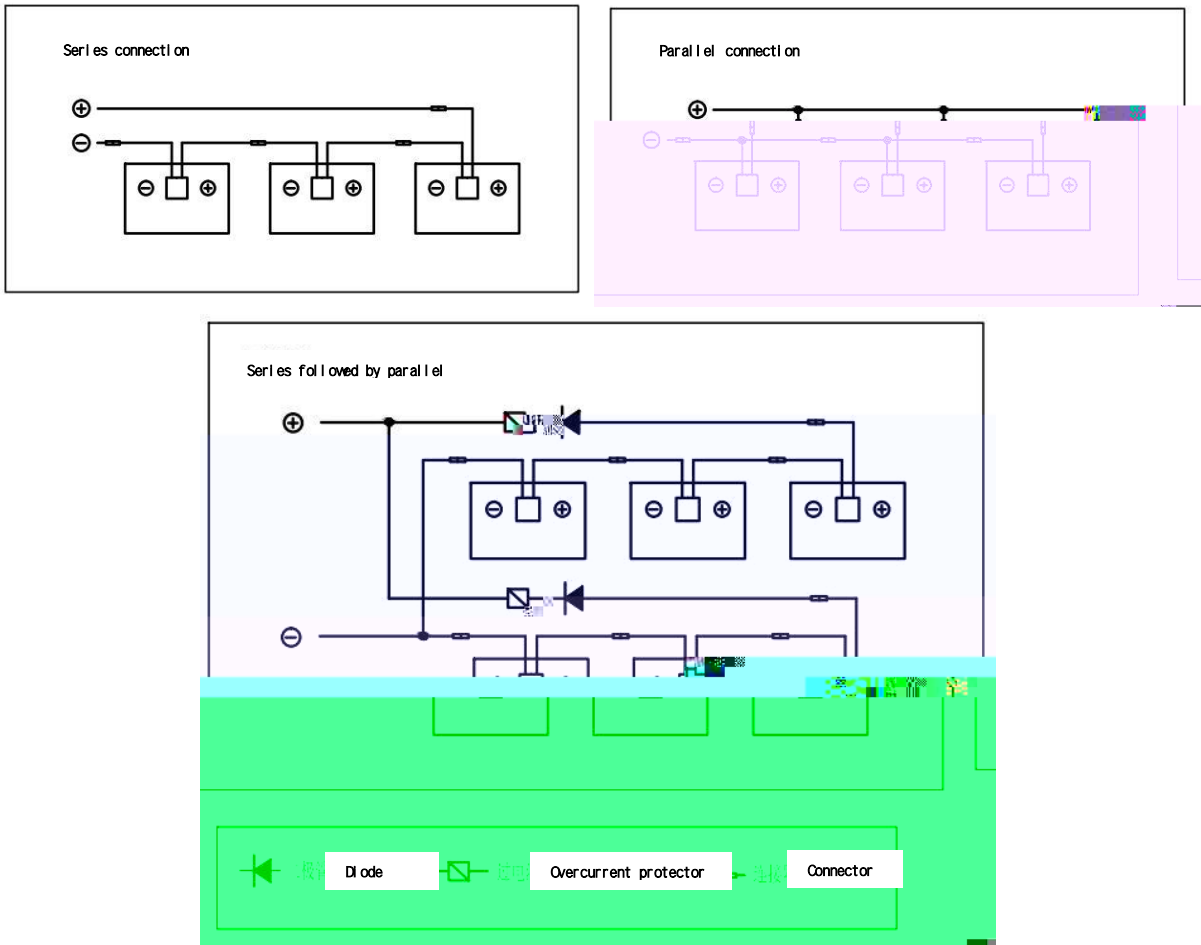 Series connection
Parallel connection
Series followed by parallel
Diode
Overcurrent protector
Connector